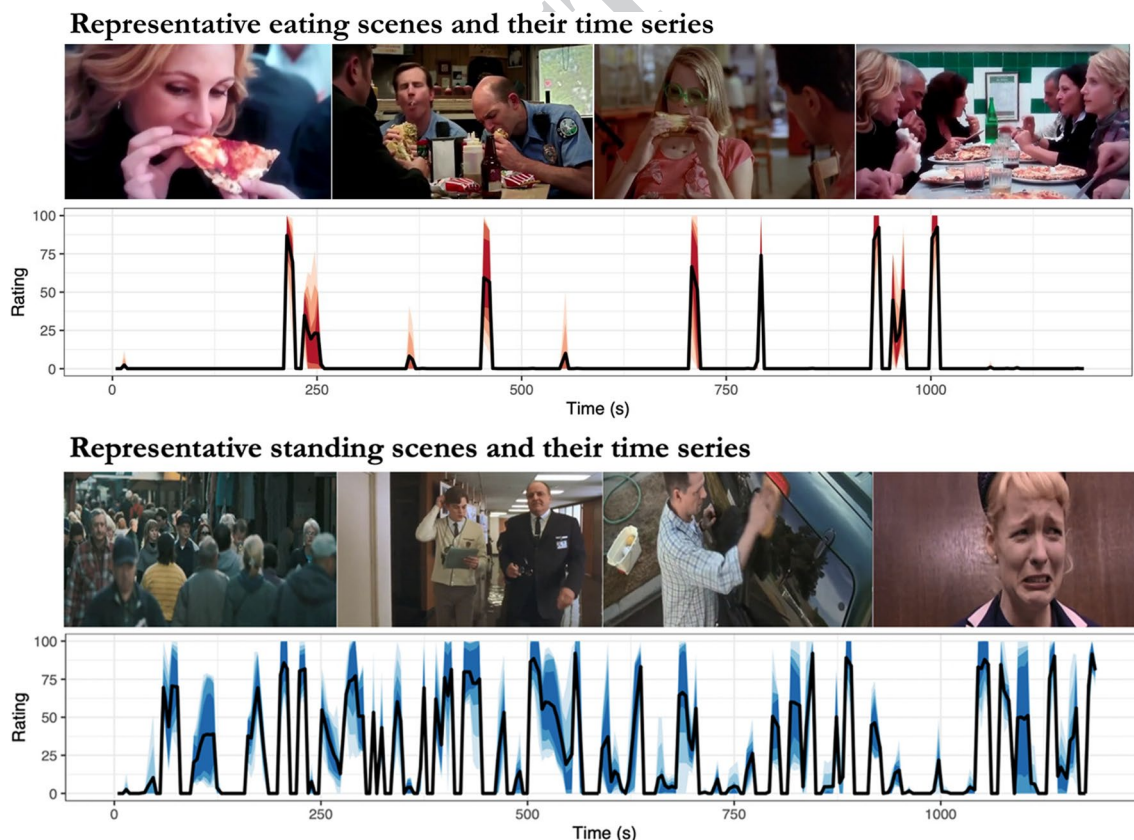 Representative eating scenes and their time series
100
75
50
25
0
Rating
0 250 500 750 1000
Time (s)
Representative standing scenes and their time series
100
75
50
25
0
Rating
0 250 500 750 1000
Time (s)